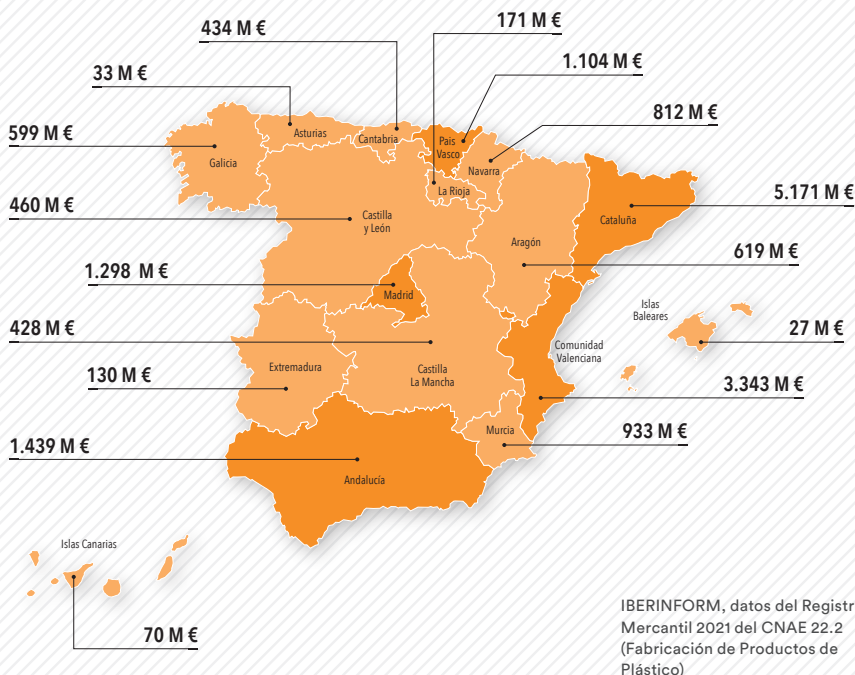 434 M €
171 M €
33 M €
1.104 M €
599 M €
812 M €
Asturias
Cantabria
País
Vasco
Galicia
Navarra
La Rioja
460 M €
Castilla
y León
5.171 M €
Cataluña
Aragón
619 M €
1.298 M €
Madrid
Islas
Baleares
428 M €
27 M €
Comunidad
Valenciana
Extremadura
Castilla
La Mancha
130 M €
3.343 M €
Murcia
933 M €
1.439 M €
Andalucía
Islas Canarias
70 M €
IBERINFORM, datos del Registr
Mercantil 2021 del CNAE 22.2
(Fabricación de Productos de
Plástico)